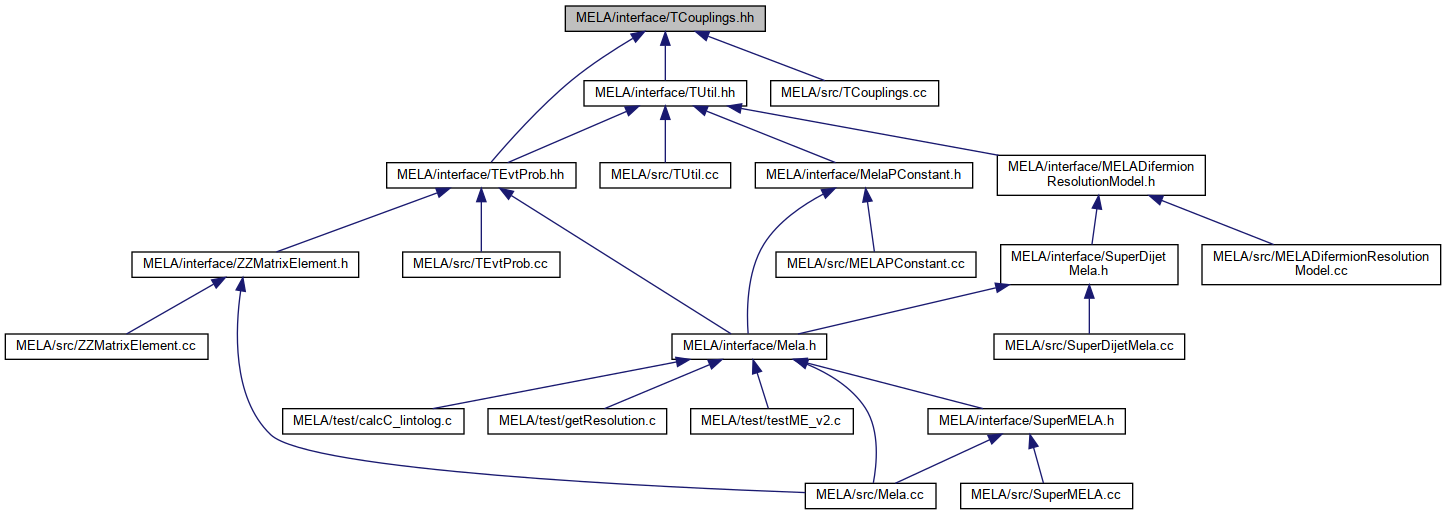 MELA/interface/TCouplings.hh
MELA/interface/TUtil.hh
MELA/src/TCouplings.cc
MELA/interface/TEvtProb.hh
MELA/src/TUtil.cc
MELA/interface/MelaPConstant.h
MELA/interface/MELADifermion
ResolutionModel.h
MELA/interface/ZZMatrixElement.h
MELA/src/TEvtProb.cc
MELA/src/MELAPConstant.cc
MELA/interface/SuperDijet
Mela.h
MELA/src/MELADifermionResolution
Model.cc
MELA/src/ZZMatrixElement.cc
MELA/interface/Mela.h
MELA/src/SuperDijetMela.cc
MELA/test/calcC_lintolog.c
MELA/test/getResolution.c
MELA/test/testME_v2.c
MELA/interface/SuperMELA.h
MELA/src/Mela.cc
MELA/src/SuperMELA.cc